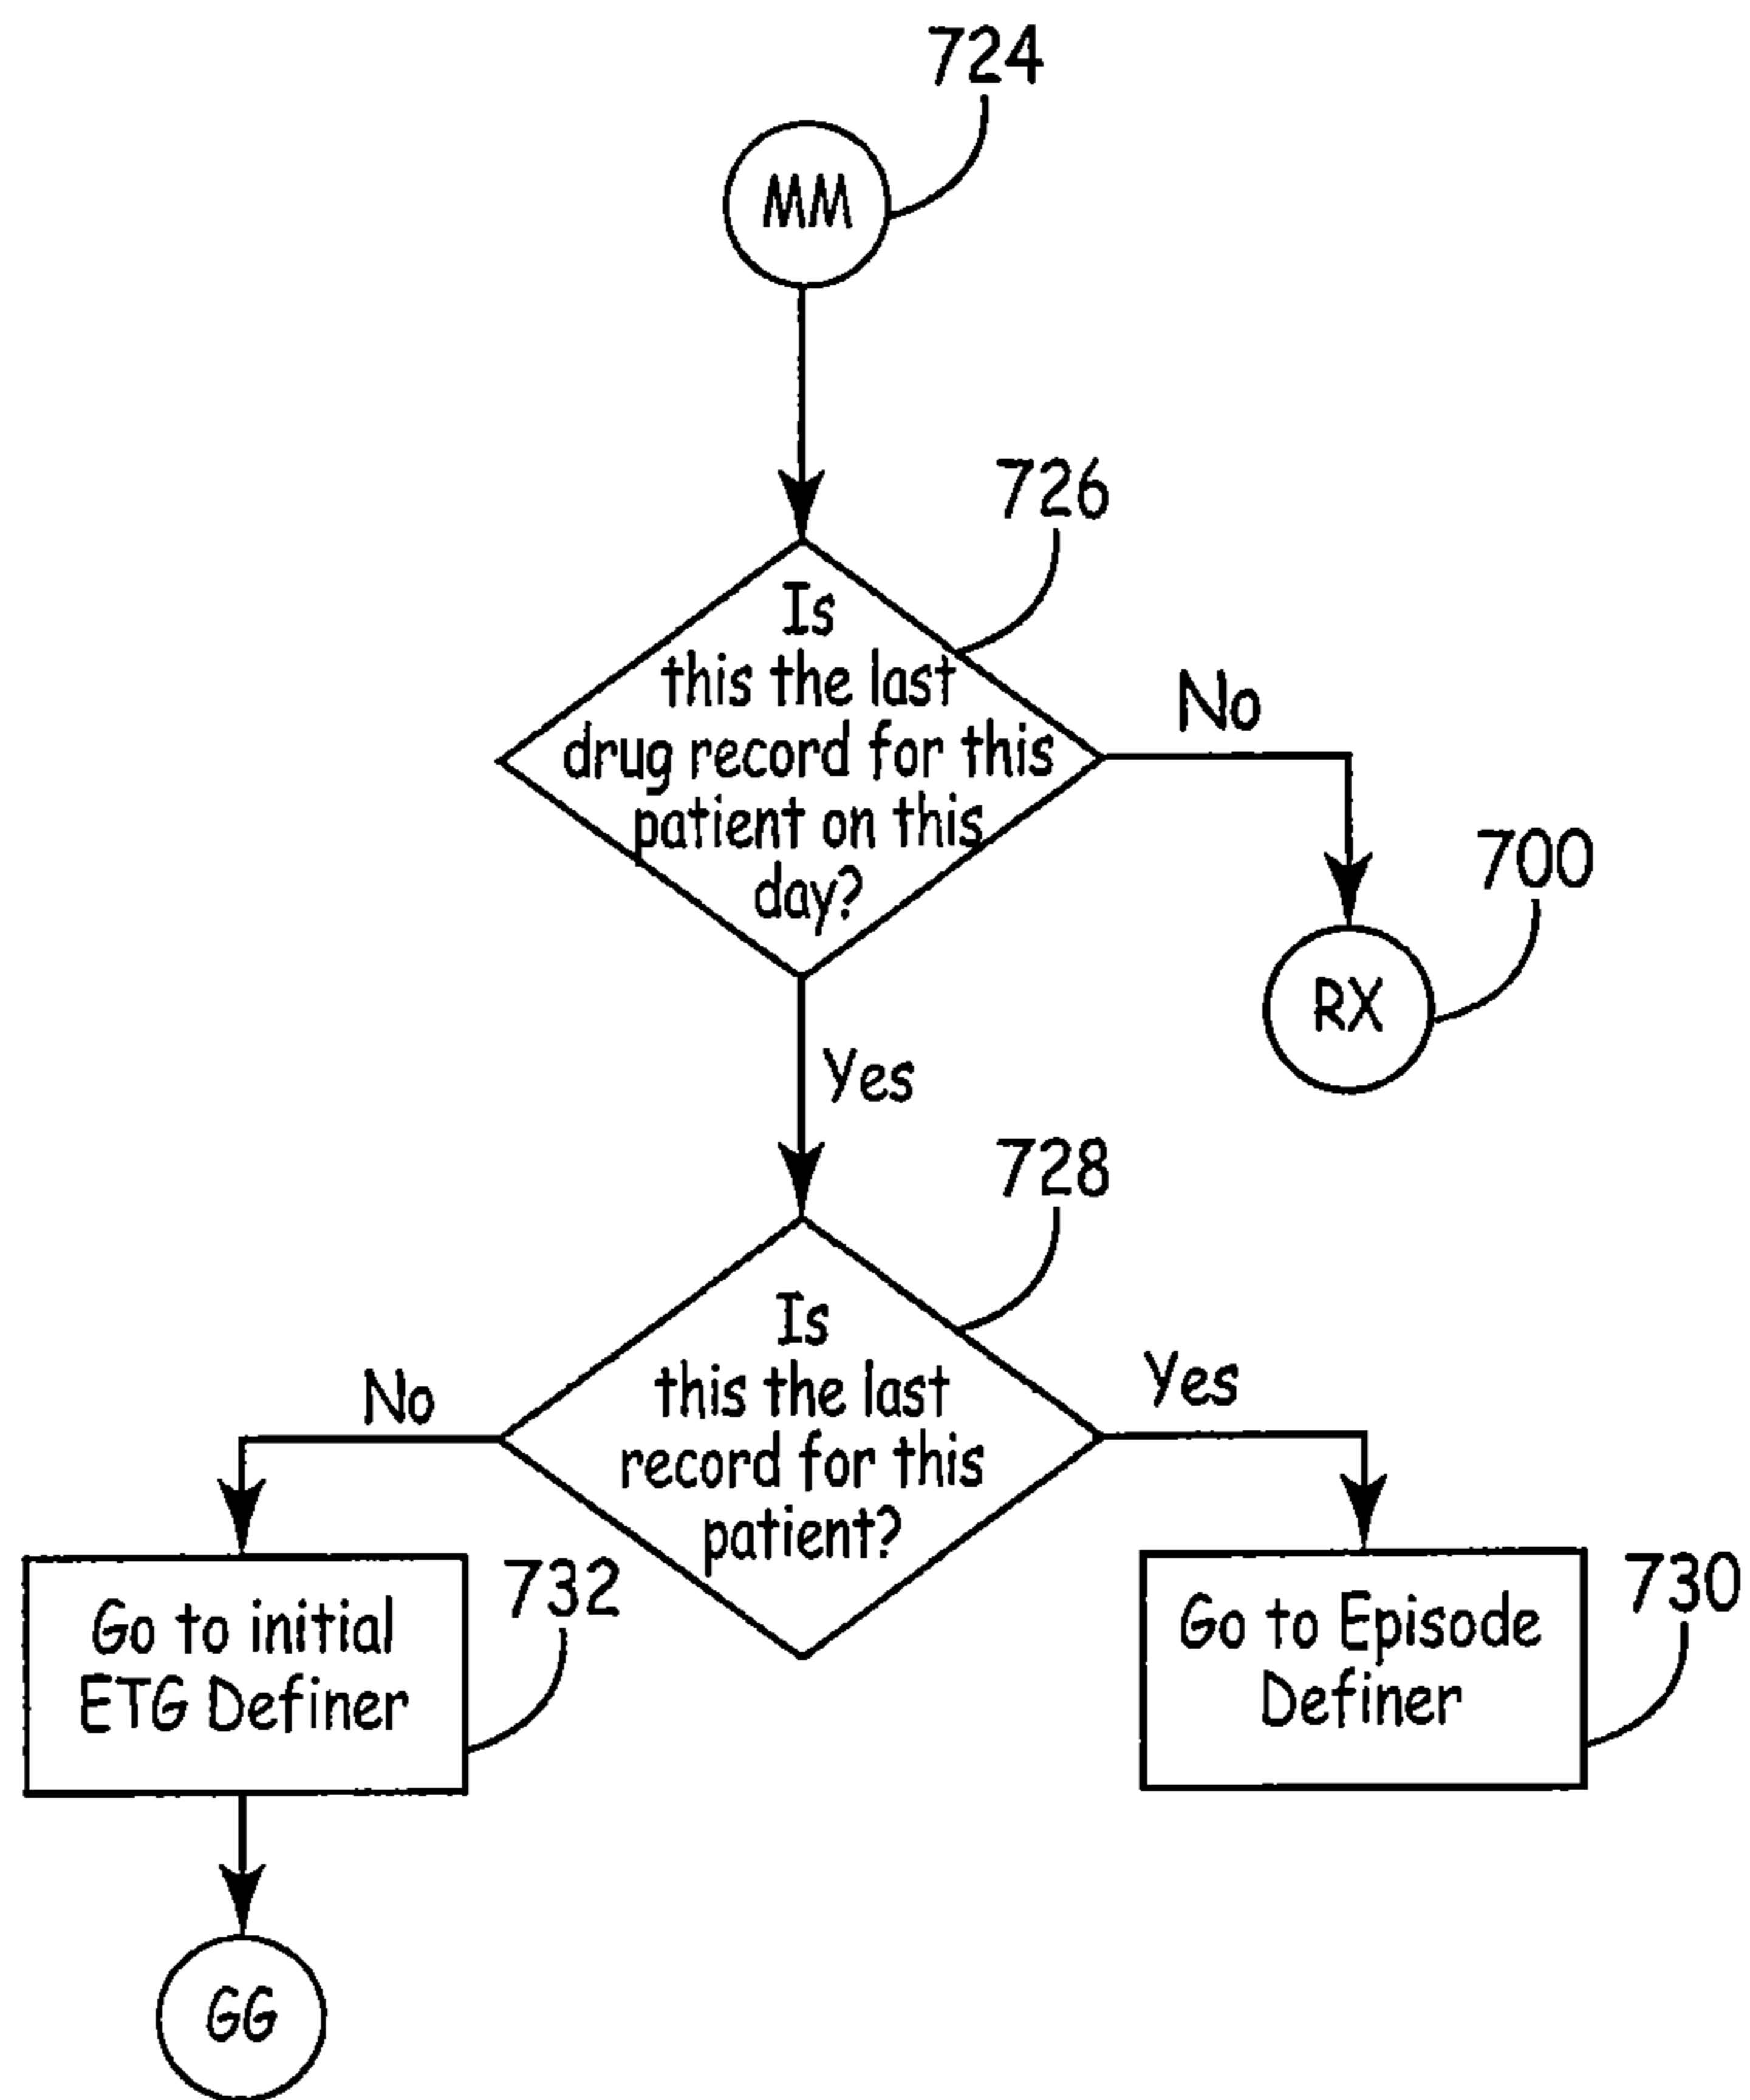 724
MM
726
Is
this the last
drug record for this
patient on this
day?
No
700
RX
Yes
728
Is
this the last
record for this
patient?
No
Yes
732
Go to initial
ETG Definer
730
Go to Episode
Definer
GG